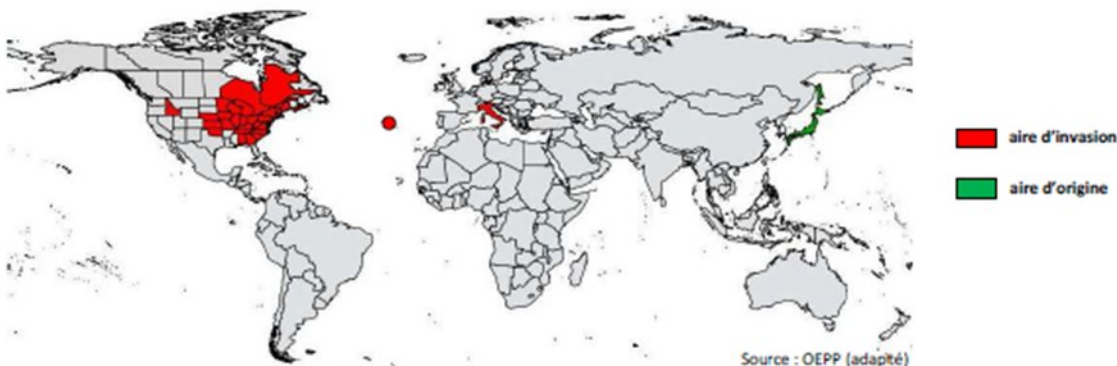 aire d'invasion
aire d'origine
Source : OEPP (adapté)